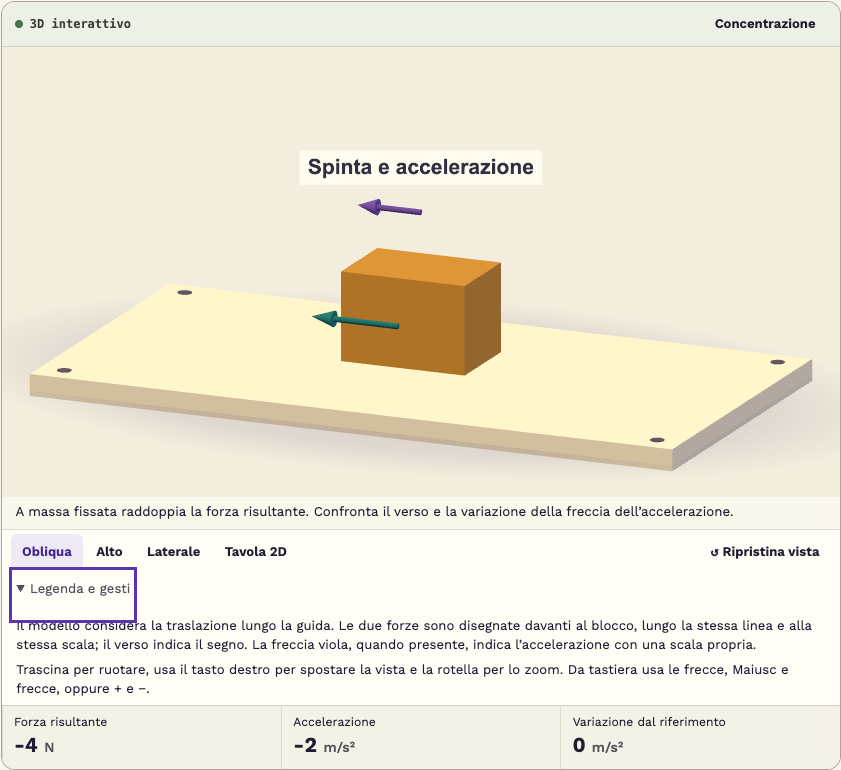 3D interattivo
Concentrazione
Spinta e accelerazione
A massa fissata raddoppia la forza risultante. Confronta il verso e la variazione della freccia dell’accelerazione.
Obliqua Alto Laterale Tavola 2D
↺ Ripristina vista
▼ Legenda e gesti
Il modello considera la traslazione lungo la guida. Le due forze sono disegnate davanti al blocco, lungo la stessa linea e alla
stessa scala; il verso indica il segno. La freccia viola, quando presente, indica l’accelerazione con una scala propria.
Trascina per ruotare, usa il tasto destro per spostare la vista e la rotella per lo zoom. Da tastiera usa le frecce, Maiusc e
frecce, oppure + e −.
Forza risultante
-4 N
Accelerazione
-2 m/s²
Variazione dal riferimento
0 m/s²